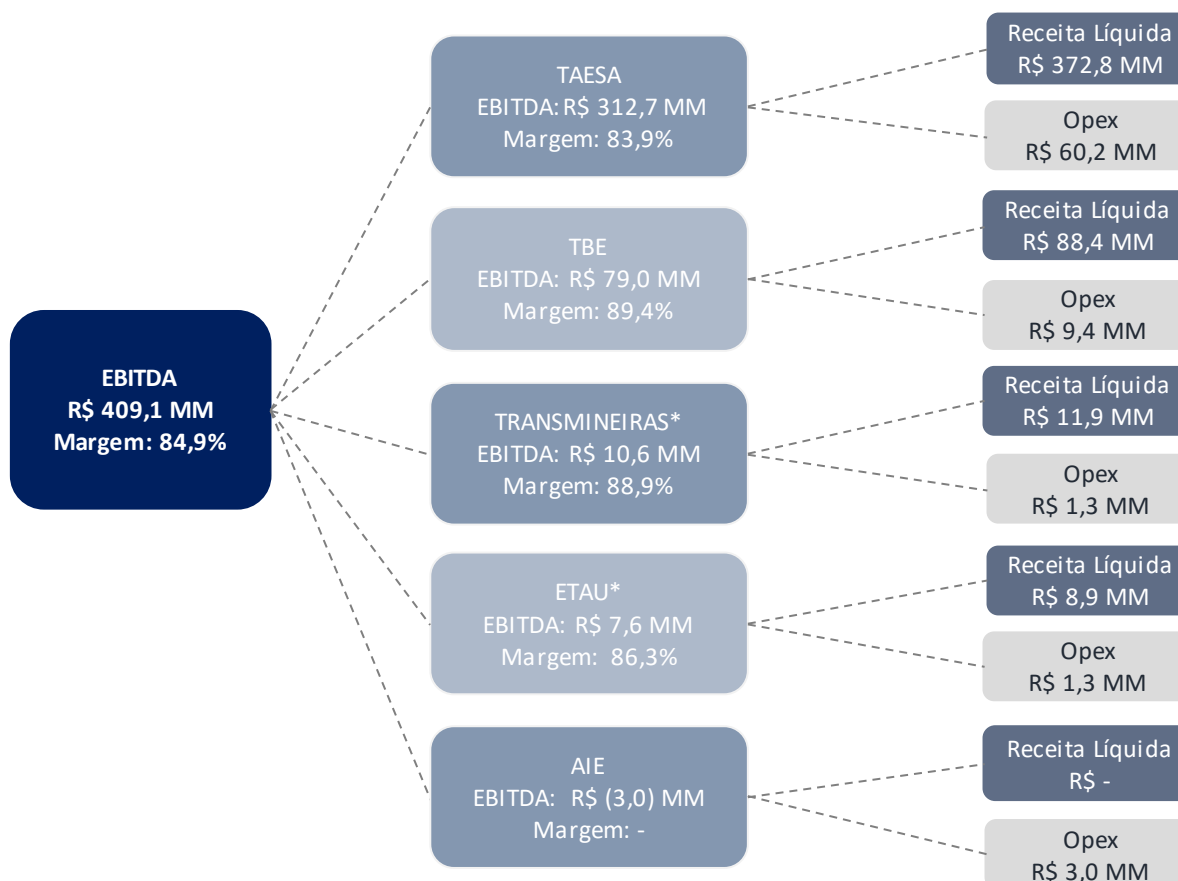 EBITDA
R$ 409,1 MM
Margem: 84,9%
TAESA
EBITDA: R$ 312,7 MM
Margem: 83,9%
Receita Líquida
R$ 372,8 MM
Opex
R$ 60,2 MM
TBE
EBITDA: R$ 79,0 MM
Margem: 89,4%
Receita Líquida
R$ 88,4 MM
Opex
R$ 9,4 MM
TRANSMINEIRAS*
EBITDA: R$ 10,6 MM
Margem: 88,9%
Receita Líquida
R$ 11,9 MM
Opex
R$ 1,3 MM
ETAU*
EBITDA: R$ 7,6 MM
Margem: 86,3%
Receita Líquida
R$ 8,9 MM
Opex
R$ 1,3 MM
AIE
EBITDA: R$ (3,0) MM
Margem: -
Receita Líquida
R$ -
Opex
R$ 3,0 MM